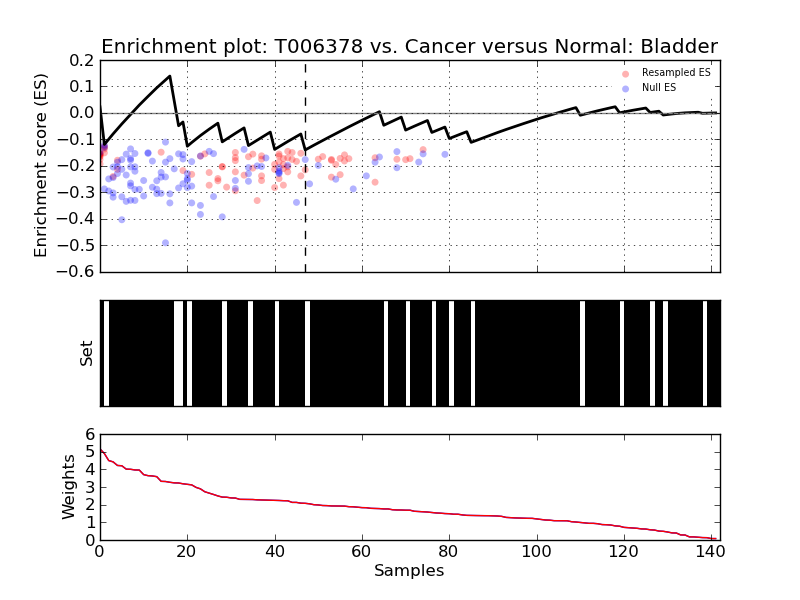 Enrichment plot: T006378 vs. Cancer versus Normal: Bladder
Enrichment score (ES)
0.2
0.1
0.0
−0.1
−0.2
−0.3
−0.4
−0.5
−0.6
Resampled ES
Null ES
Set
Weights
6
5
4
3
2
1
0
0 20 40 60 80 100 120 140
Samples